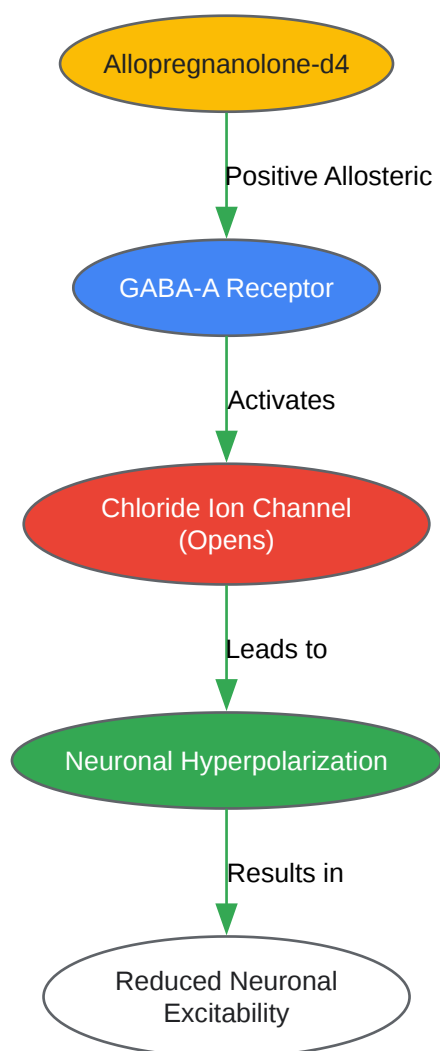 Allopregnanolone-d4
Positive Allosteric
GABA-A Receptor
Activates
Chloride Ion Channel
(Opens)
Leads to
Neuronal Hyperpolarization
Results in
Reduced Neuronal
Excitability